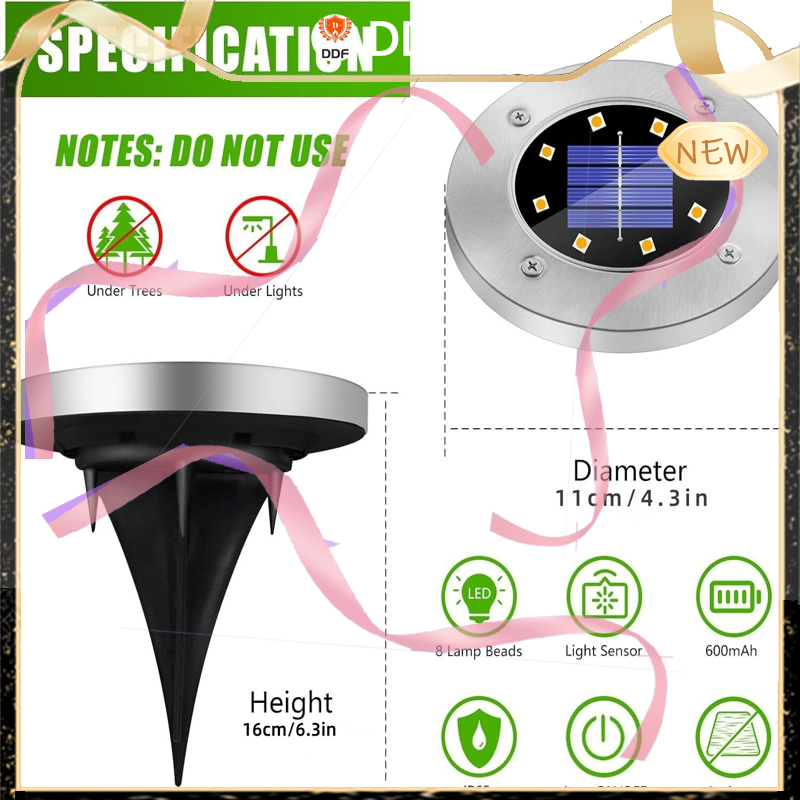 SPECIFICATION
DDF
NOTES: DO NOT USE
NEW
Under Trees
Under Lights
Diameter
11cm/4.3in
LED
8 Lamp Beads
Light Sensor
600mAh
Height
16cm/6.3in